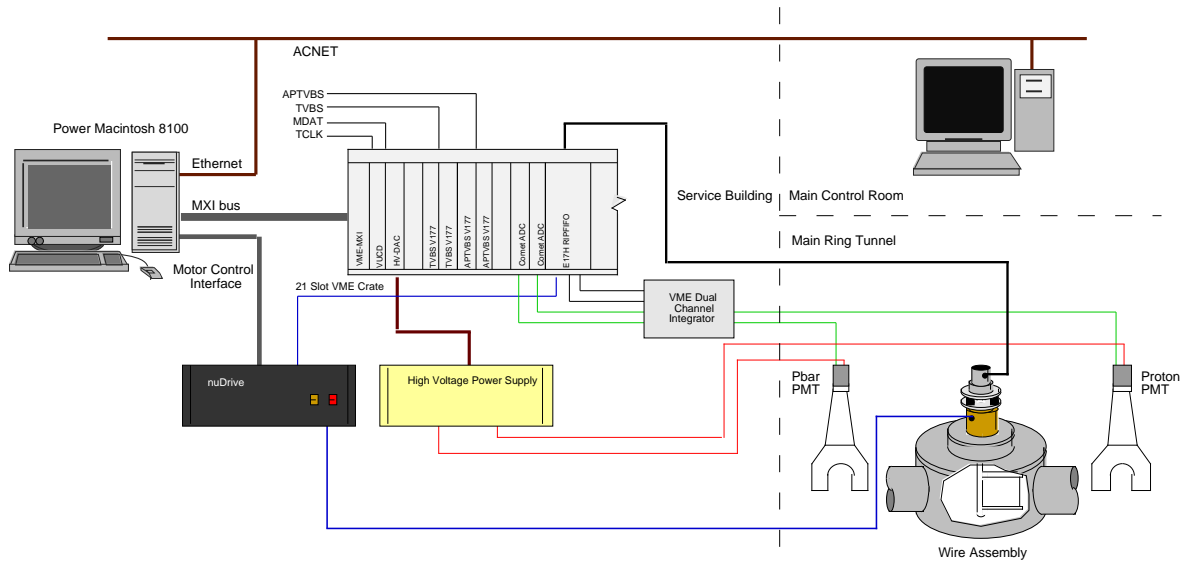 ACNET
APTVBS
TVBS
MDAT
TCLK
Power Macintosh 8100
Ethernet
MXI bus
Motor Control
Interface
VME-MXI
VUCD
HV-DAC
TVBS V177
TVBS V177
APTVBS V177
APTVBS V177
Comet ADC
Comet ADC
E17H RIPFIFO
21 Slot VME Crate
Service Building
Main Control Room
Main Ring Tunnel
VME Dual
Channel
Integrator
nuDrive
High Voltage Power Supply
Pbar
PMT
Proton
PMT
Wire Assembly